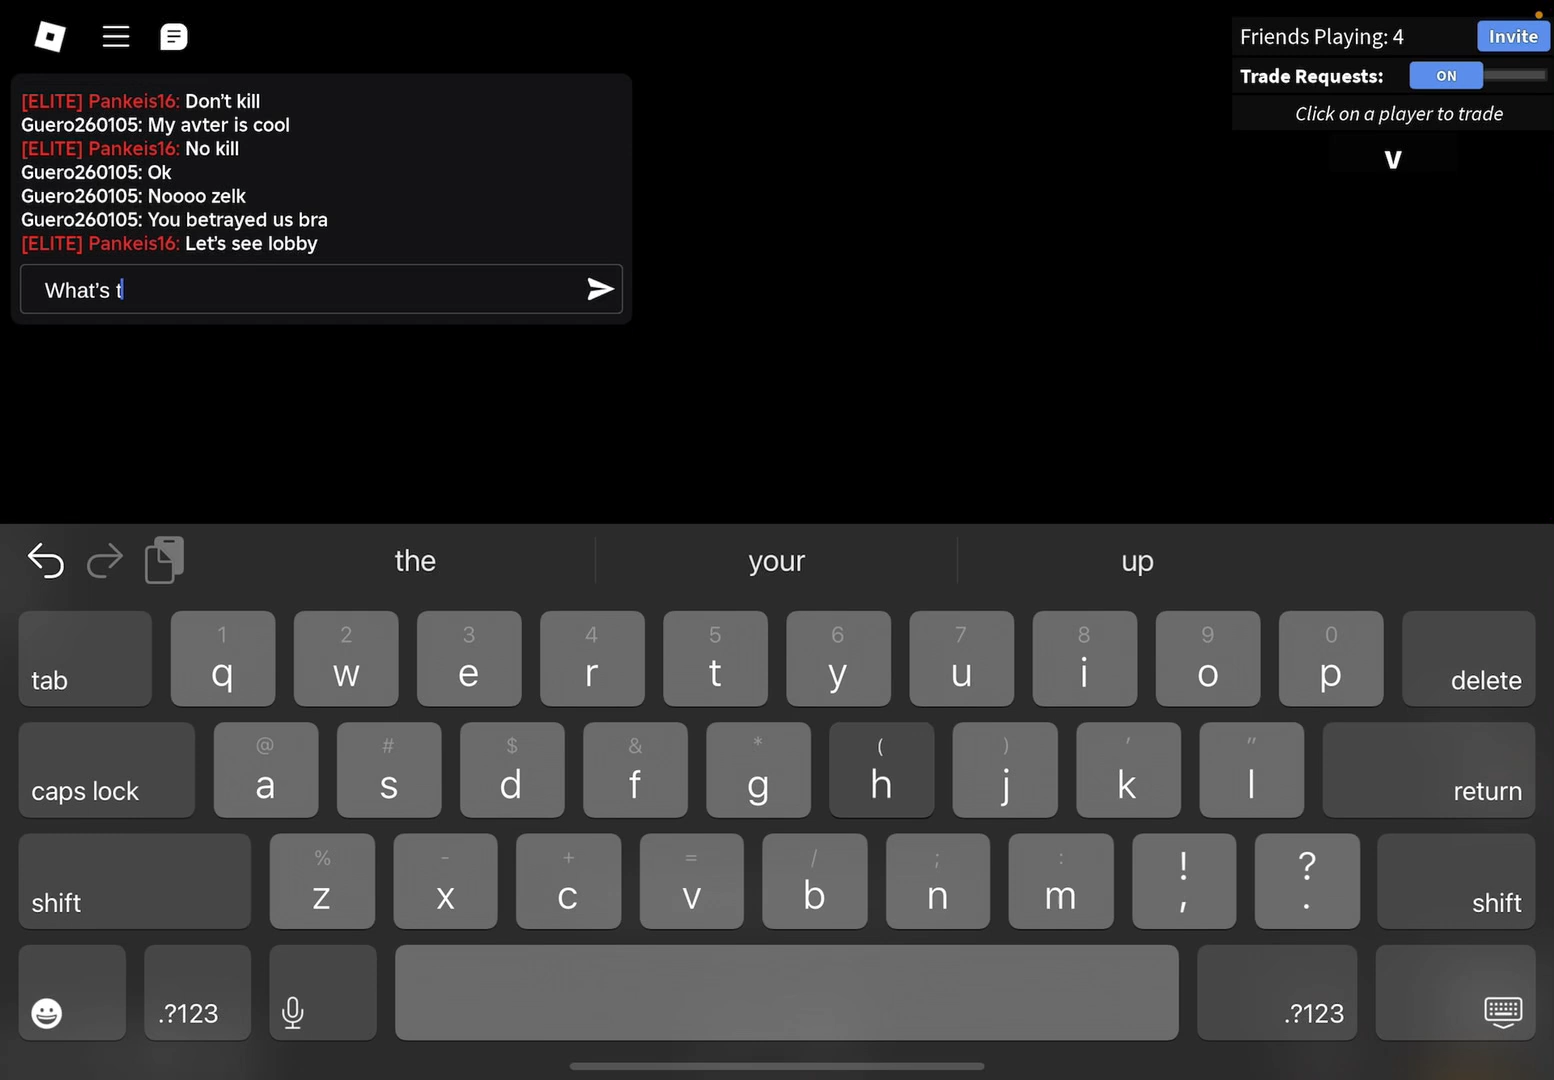 Friends Playing: 4
Invite
Trade Requests:
ON
Click on a player to trade
v
[ELITE] Pankeis16: Don't kill
Guero260105: My avter is cool
[ELITE] Pankeis16: No kill
Guero260105: Ok
Guero260105: Noooo zelk
Guero260105: You betrayed us bra
[ELITE] Pankeis16: Let's see lobby
What's t
the your up
1 2 3 4 5 6 7 8 9 0
tab q w e r t y u i o p delete
@ # $ & * ( ) ' "
caps lock a s d f g h j k l return
% - + = / ; : ! ?
shift z x c v b n m , . shift
.?123 .?123